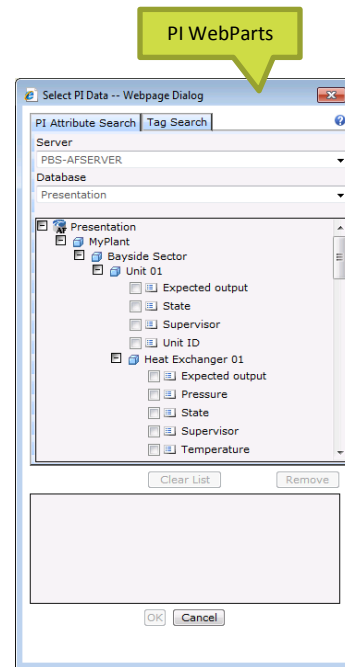 PI WebParts
Select PI Data -- Webpage Dialog
PI Attribute Search Tag Search
Server
PBS-AFSERVER
Database
Presentation
Presentation
MyPlant
Bayside Sector
Unit 01
Expected output
State
Supervisor
Unit ID
Heat Exchanger 01
Expected output
Pressure
State
Supervisor
Temperature
Clear List Remove
OK Cancel